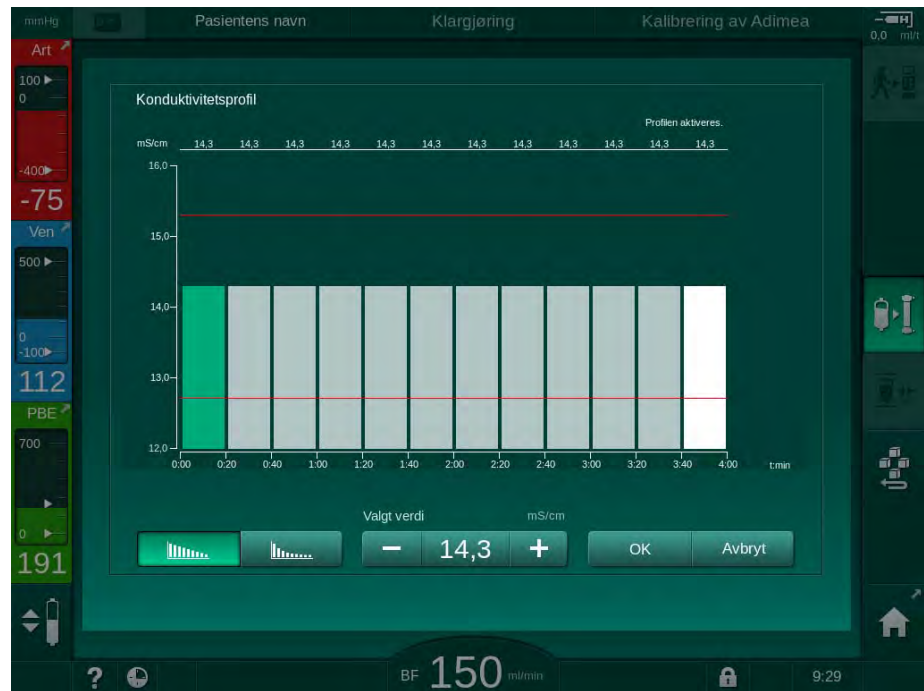 mmHg Pasientens navn Klargjøring Kalibrering av Adimea
0,0 ml/t
Art
100
0
-400
-75
Ven
500
0
-100
112
PBE
700
0
191
Konduktivitetsprofil
Profilen aktiveres.
mS/cm 14,3 14,3 14,3 14,3 14,3 14,3 14,3 14,3 14,3 14,3 14,3 14,3
16,0
15,0
14,0
13,0
12,0
0:00 0:20 0:40 1:00 1:20 1:40 2:00 2:20 2:40 3:00 3:20 3:40 4:00 t:min
Valgt verdi mS/cm
− 14,3 + OK Avbryt
? BF 150 ml/min 9:29